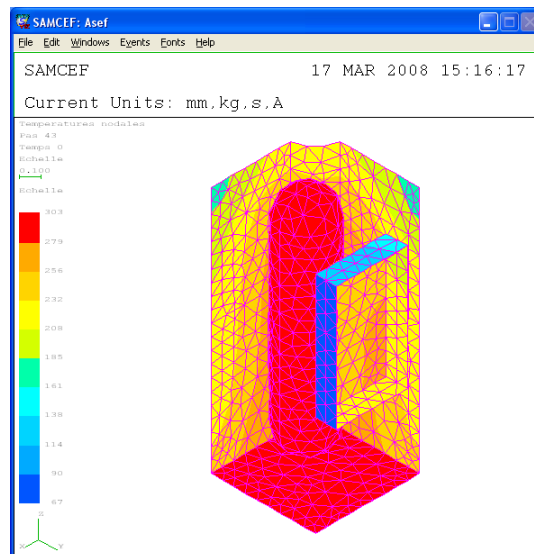 SAMCEF: Asef
File Edit Windows Events Fonts Help
SAMCEF 17 MAR 2008 15:16:17
Current Units: mm,kg,s,A
Temperatures nodales
Pas 43
Temps 0
Echelle
0.100
Echelle
303
279
256
232
208
185
161
138
114
90
67
Z
X Y